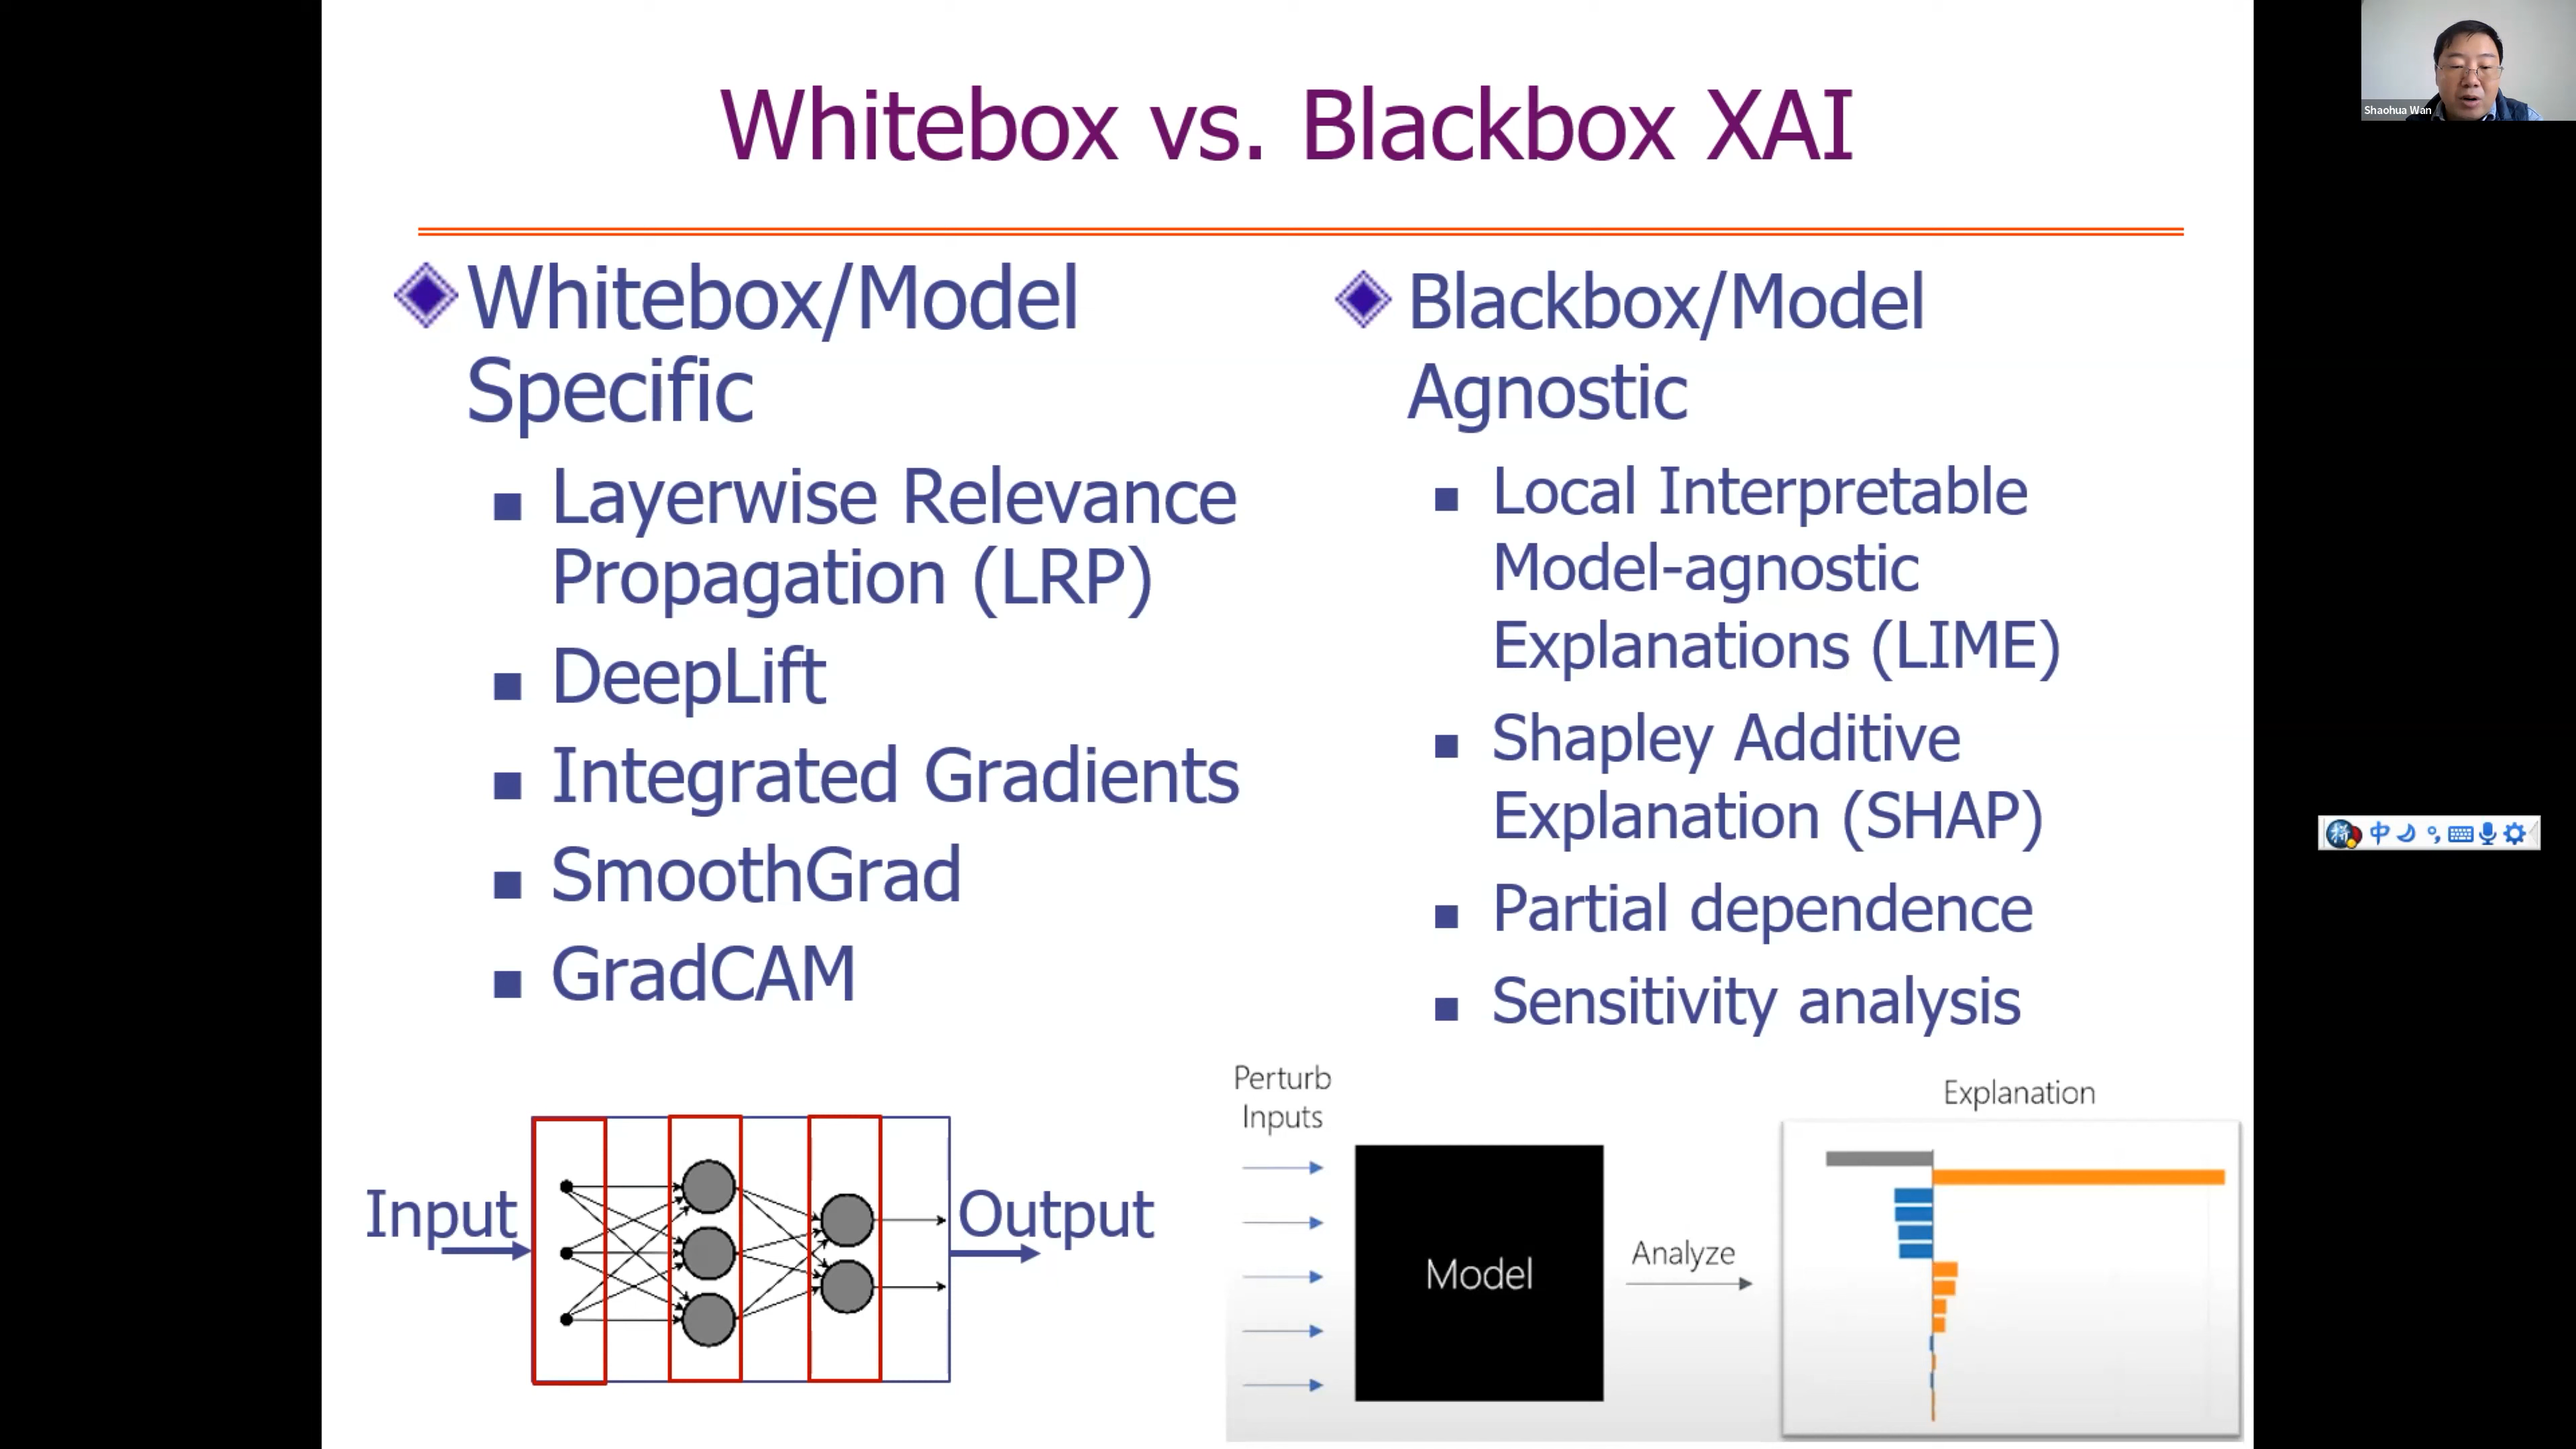 Whitebox vs. Blackbox XAI
Shaohua Wan
Whitebox/Model
Specific
Layerwise Relevance
Propagation (LRP)
DeepLift
Integrated Gradients
SmoothGrad
GradCAM
Input
Output
Blackbox/Model
Agnostic
Local Interpretable
Model-agnostic
Explanations (LIME)
Shapley Additive
Explanation (SHAP)
Partial dependence
Sensitivity analysis
Perturb
Inputs
Model
Analyze
Explanation
拼
中